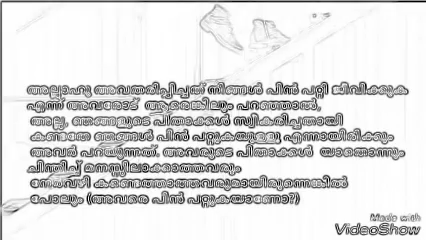 അല്ലാഹു അവതരിപ്പിച്ചത് നിങ്ങൾ പിൻ പറ്റി ജീവിക്കുക
എന്ന് അവരോട് ആരെങ്കിലും പറഞ്ഞാൽ,
അല്ല, ഞങ്ങളുടെ പിതാക്കൾ സ്വീകരിച്ചതായി
കണ്ടതേ ഞങ്ങൾ പിൻ പറ്റുകയുള്ളൂ എന്നായിരിക്കും
അവർ പറയുന്നത്. അവരുടെ പിതാക്കൾ യാതൊന്നും
ചിന്തിച്ച് മനസ്സിലാക്കാത്തവരും
നേർവഴി കണ്ടെത്താത്തവരുമായിരുന്നെങ്കിൽ
പോലും (അവരെ പിൻ പറ്റുകയാണോ?)
Made with
VideoShow